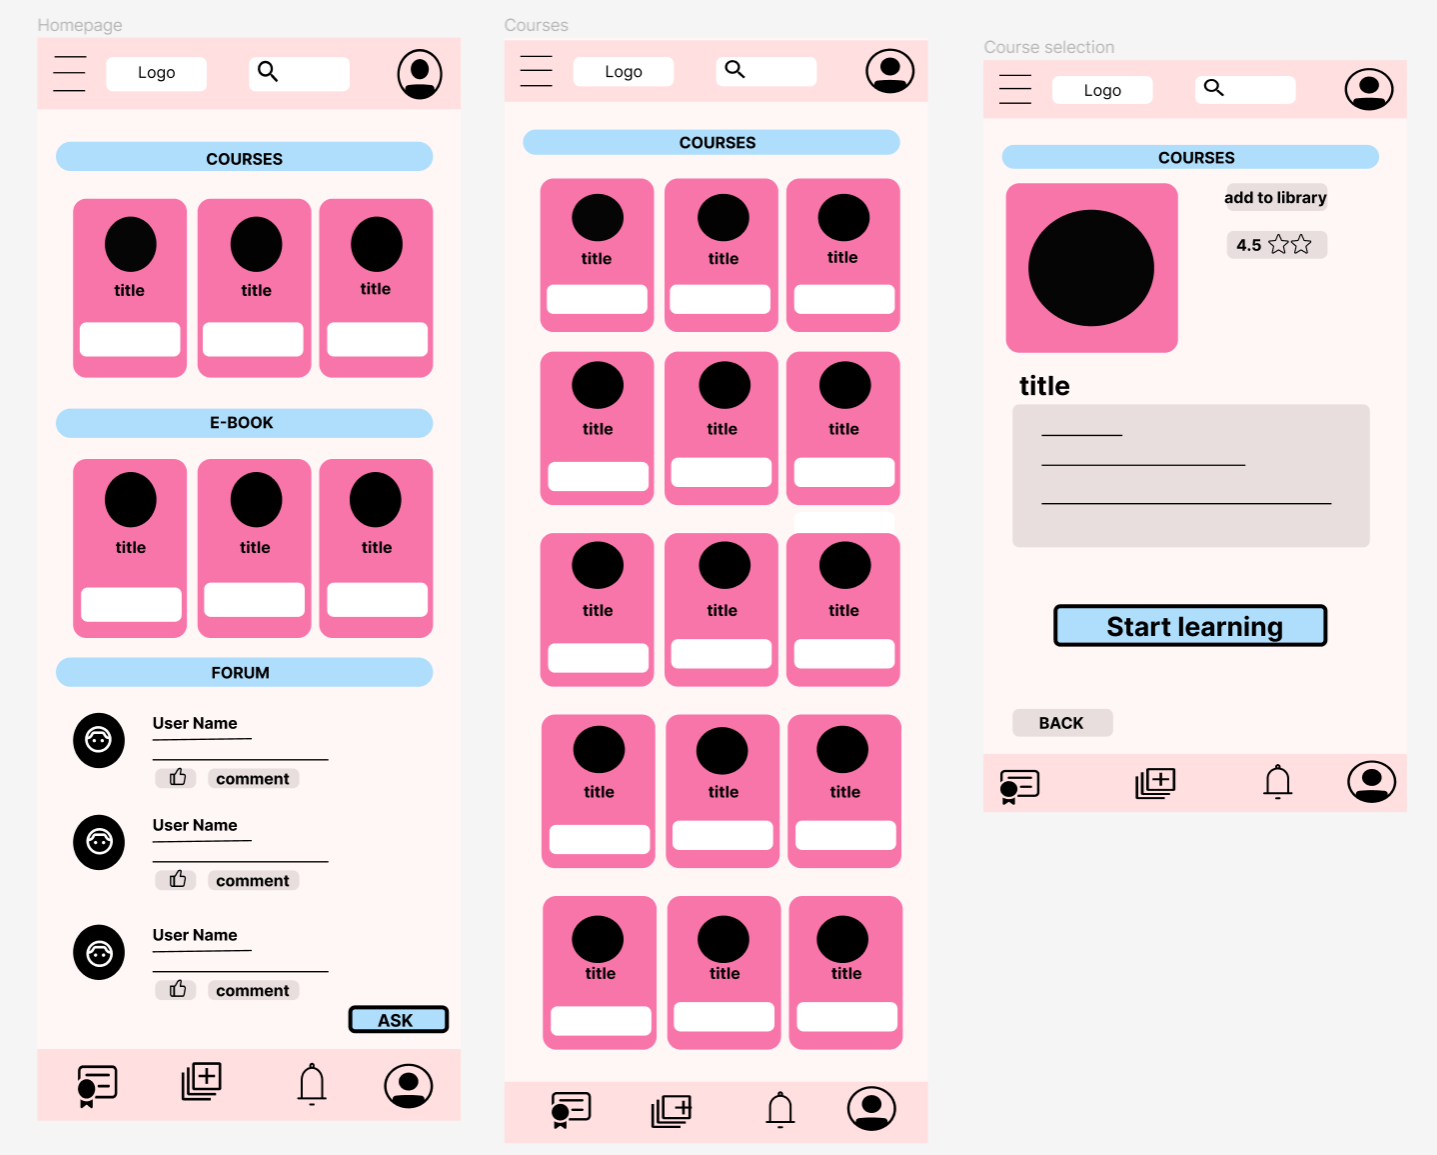 Homepage
Logo
COURSES
title title title
E-BOOK
title title title
FORUM
User Name
comment
User Name
comment
User Name
comment
ASK
Courses
Logo
COURSES
title title title
title title title
title title title
title title title
title title title
Course selection
Logo
COURSES
add to library
4.5
title
Start learning
BACK